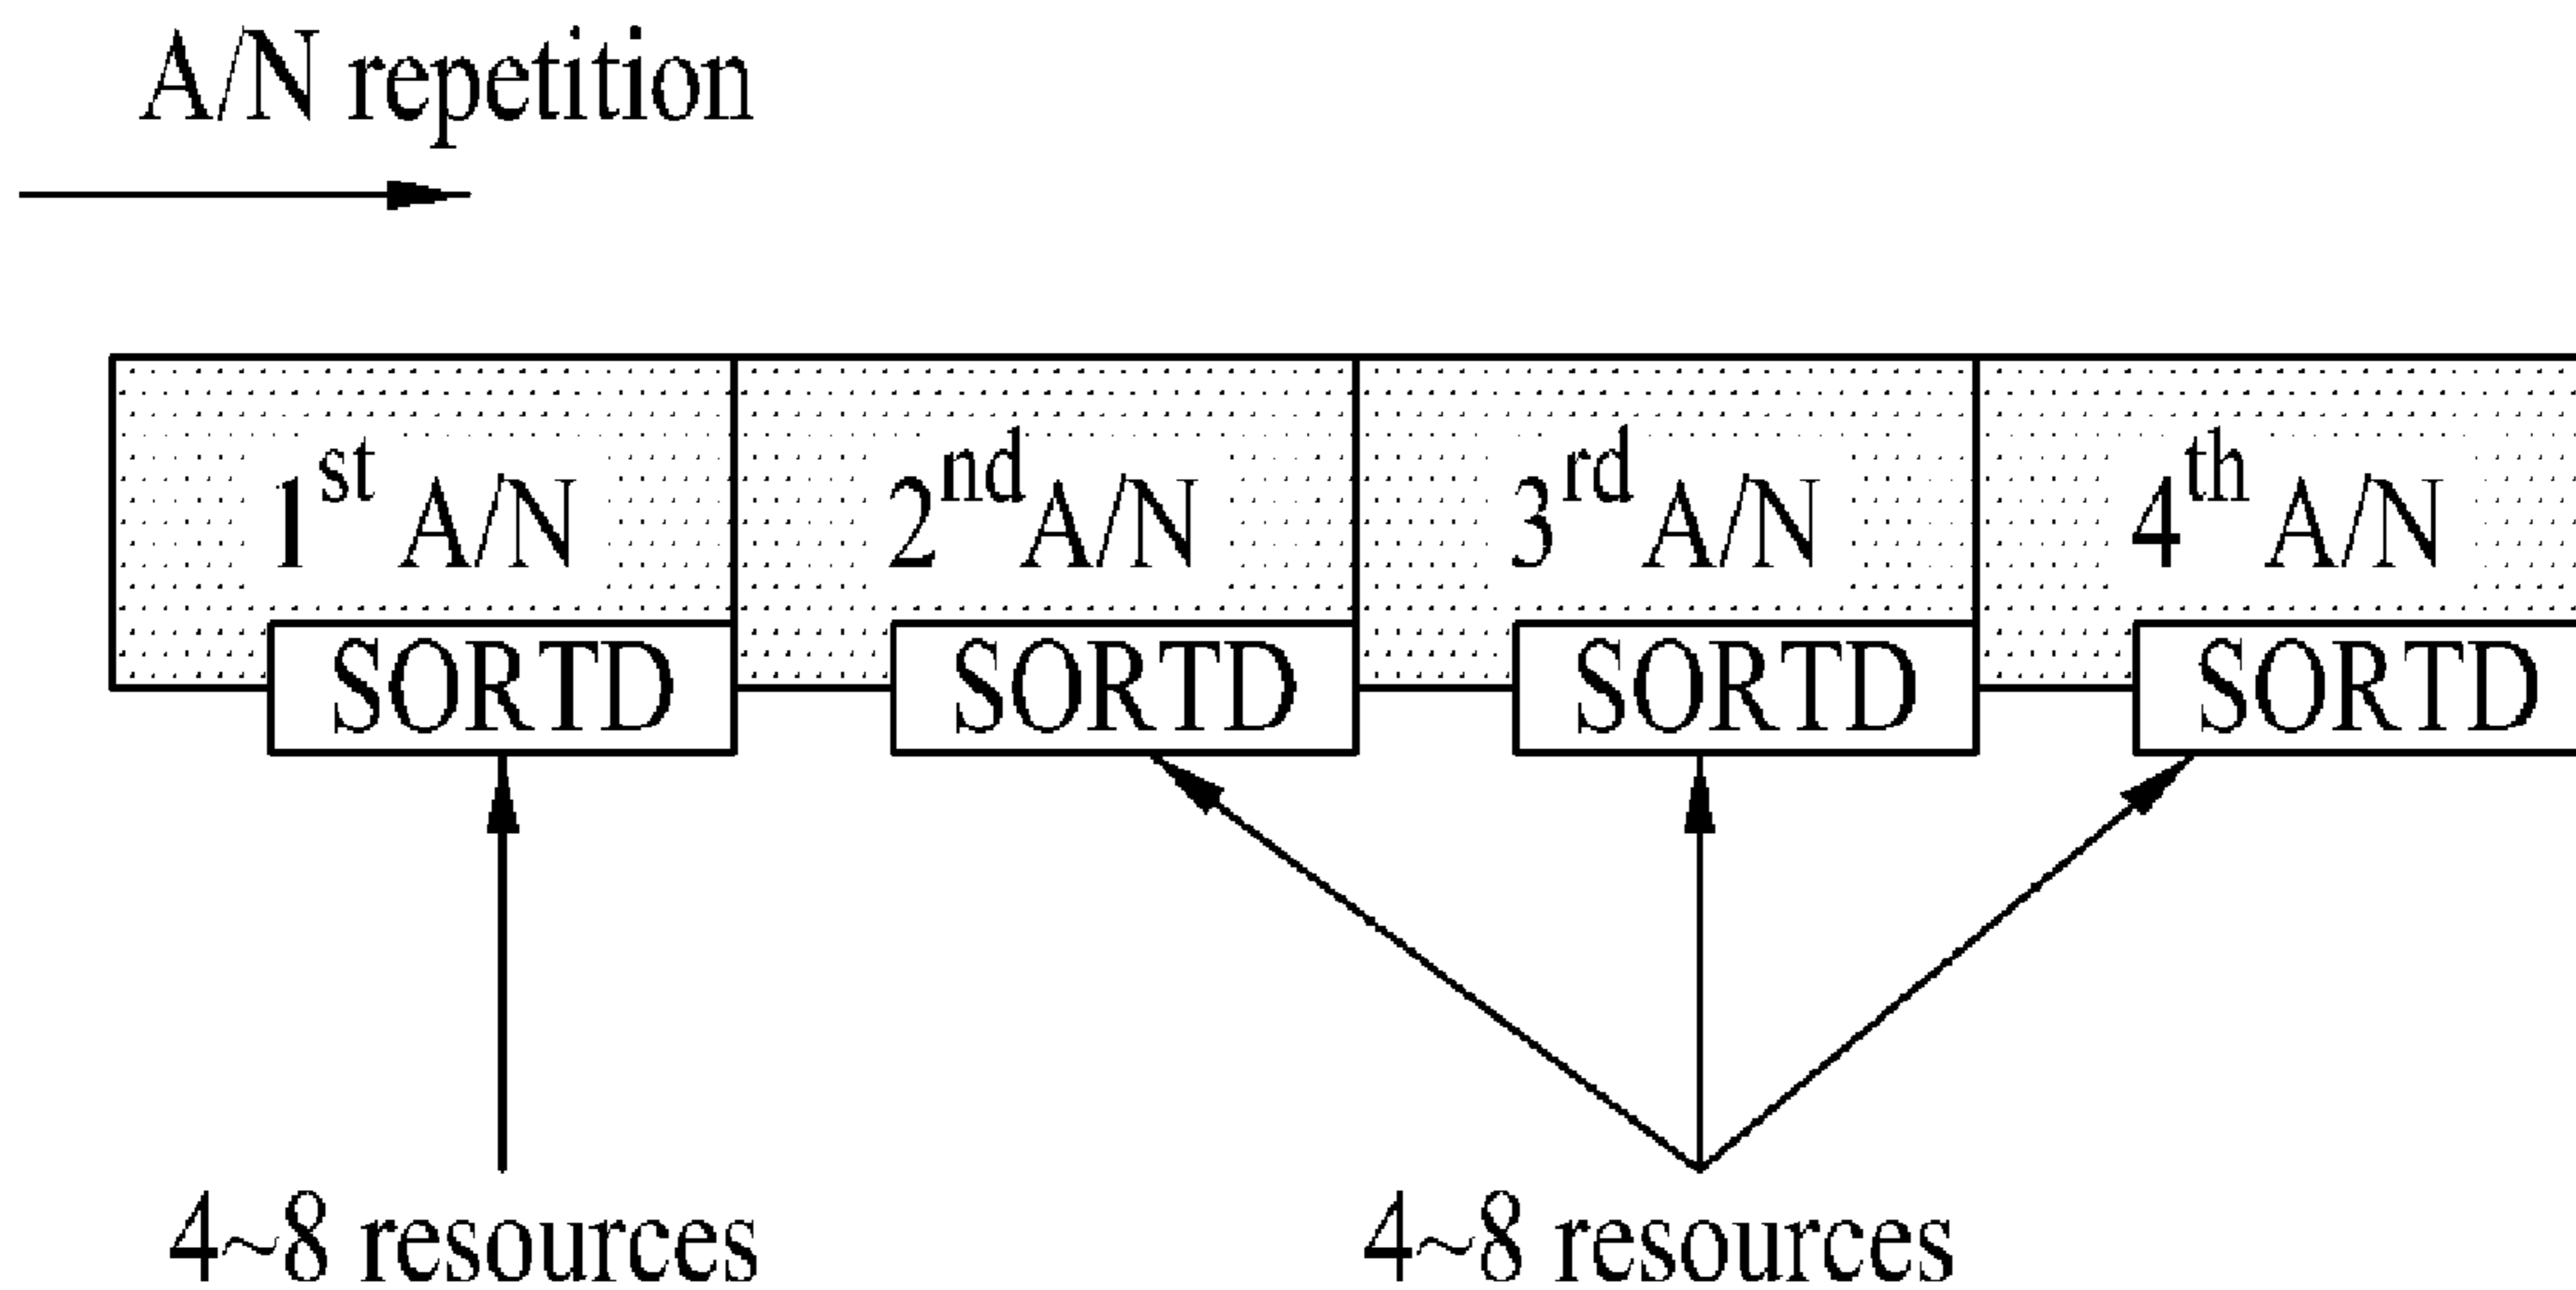 A/N repetition
1st A/N 2nd A/N 3rd A/N 4th A/N
SORTD SORTD SORTD SORTD
4~8 resources 4~8 resources